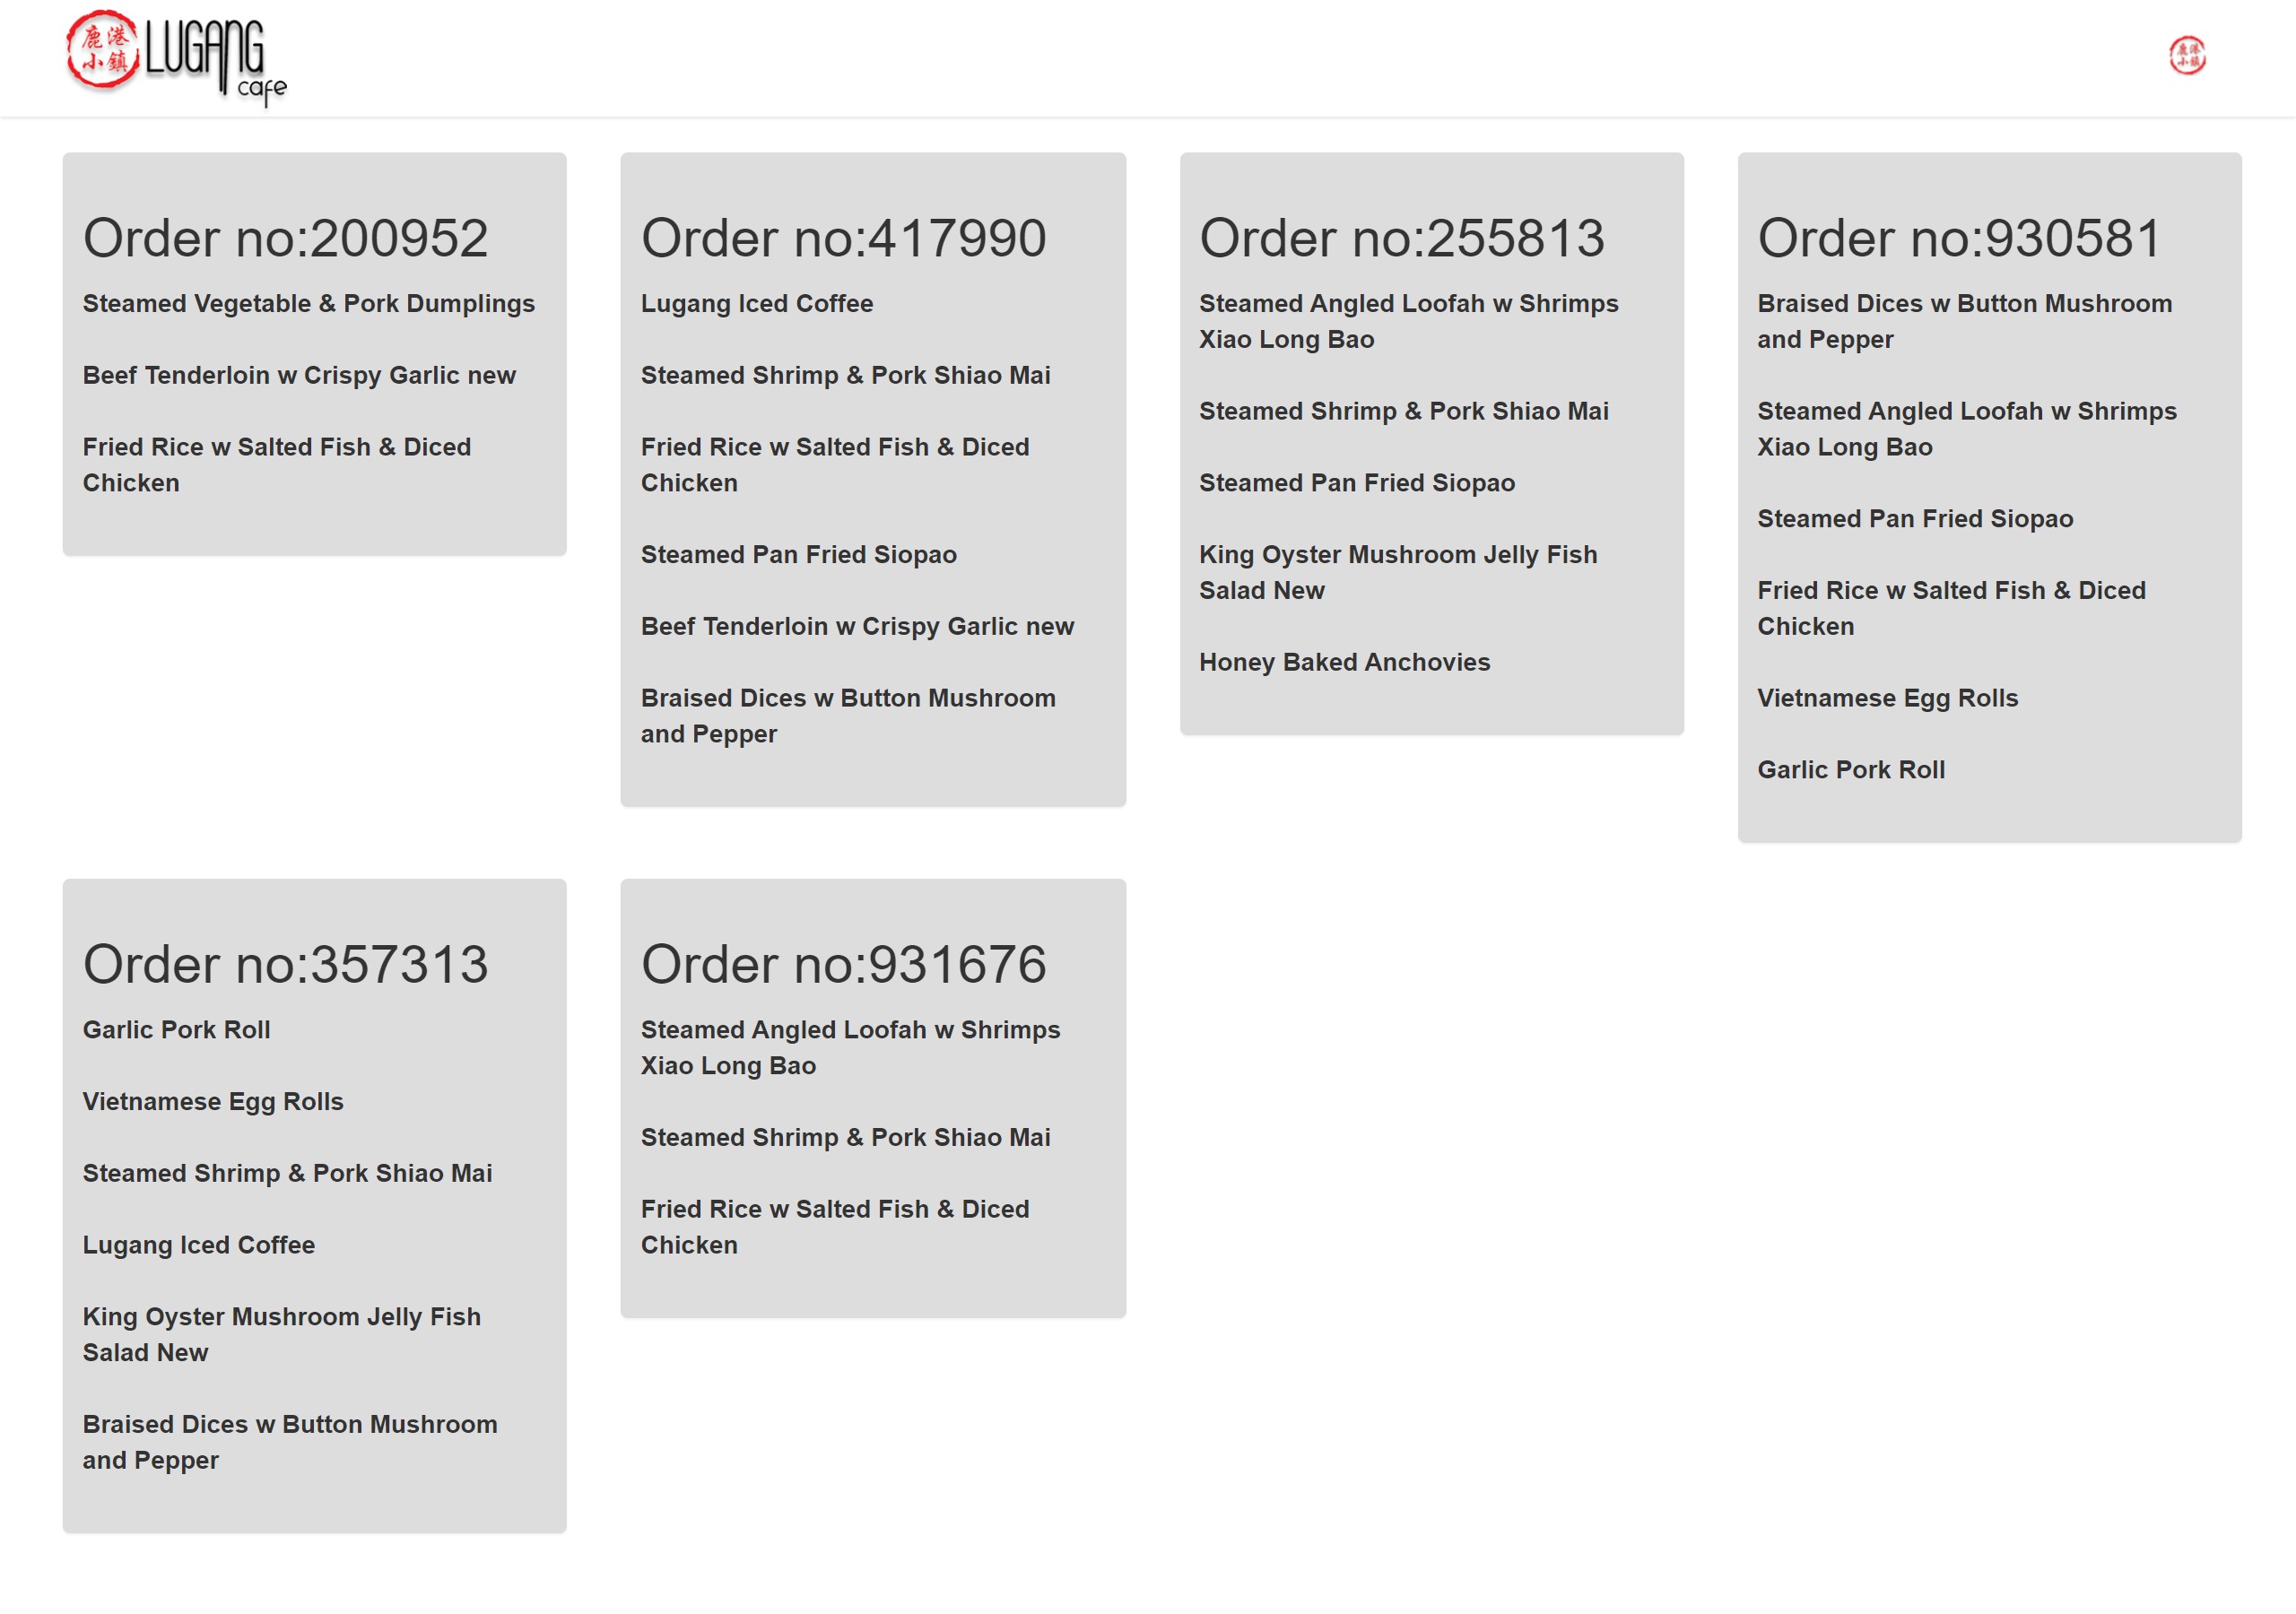 鹿港
小鎮
LUGANG
cafe
鹿港
小鎮
Order no:200952
Steamed Vegetable & Pork Dumplings
Beef Tenderloin w Crispy Garlic new
Fried Rice w Salted Fish & Diced
Chicken
Order no:417990
Lugang Iced Coffee
Steamed Shrimp & Pork Shiao Mai
Fried Rice w Salted Fish & Diced
Chicken
Steamed Pan Fried Siopao
Beef Tenderloin w Crispy Garlic new
Braised Dices w Button Mushroom
and Pepper
Order no:255813
Steamed Angled Loofah w Shrimps
Xiao Long Bao
Steamed Shrimp & Pork Shiao Mai
Steamed Pan Fried Siopao
King Oyster Mushroom Jelly Fish
Salad New
Honey Baked Anchovies
Order no:930581
Braised Dices w Button Mushroom
and Pepper
Steamed Angled Loofah w Shrimps
Xiao Long Bao
Steamed Pan Fried Siopao
Fried Rice w Salted Fish & Diced
Chicken
Vietnamese Egg Rolls
Garlic Pork Roll
Order no:357313
Garlic Pork Roll
Vietnamese Egg Rolls
Steamed Shrimp & Pork Shiao Mai
Lugang Iced Coffee
King Oyster Mushroom Jelly Fish
Salad New
Braised Dices w Button Mushroom
and Pepper
Order no:931676
Steamed Angled Loofah w Shrimps
Xiao Long Bao
Steamed Shrimp & Pork Shiao Mai
Fried Rice w Salted Fish & Diced
Chicken